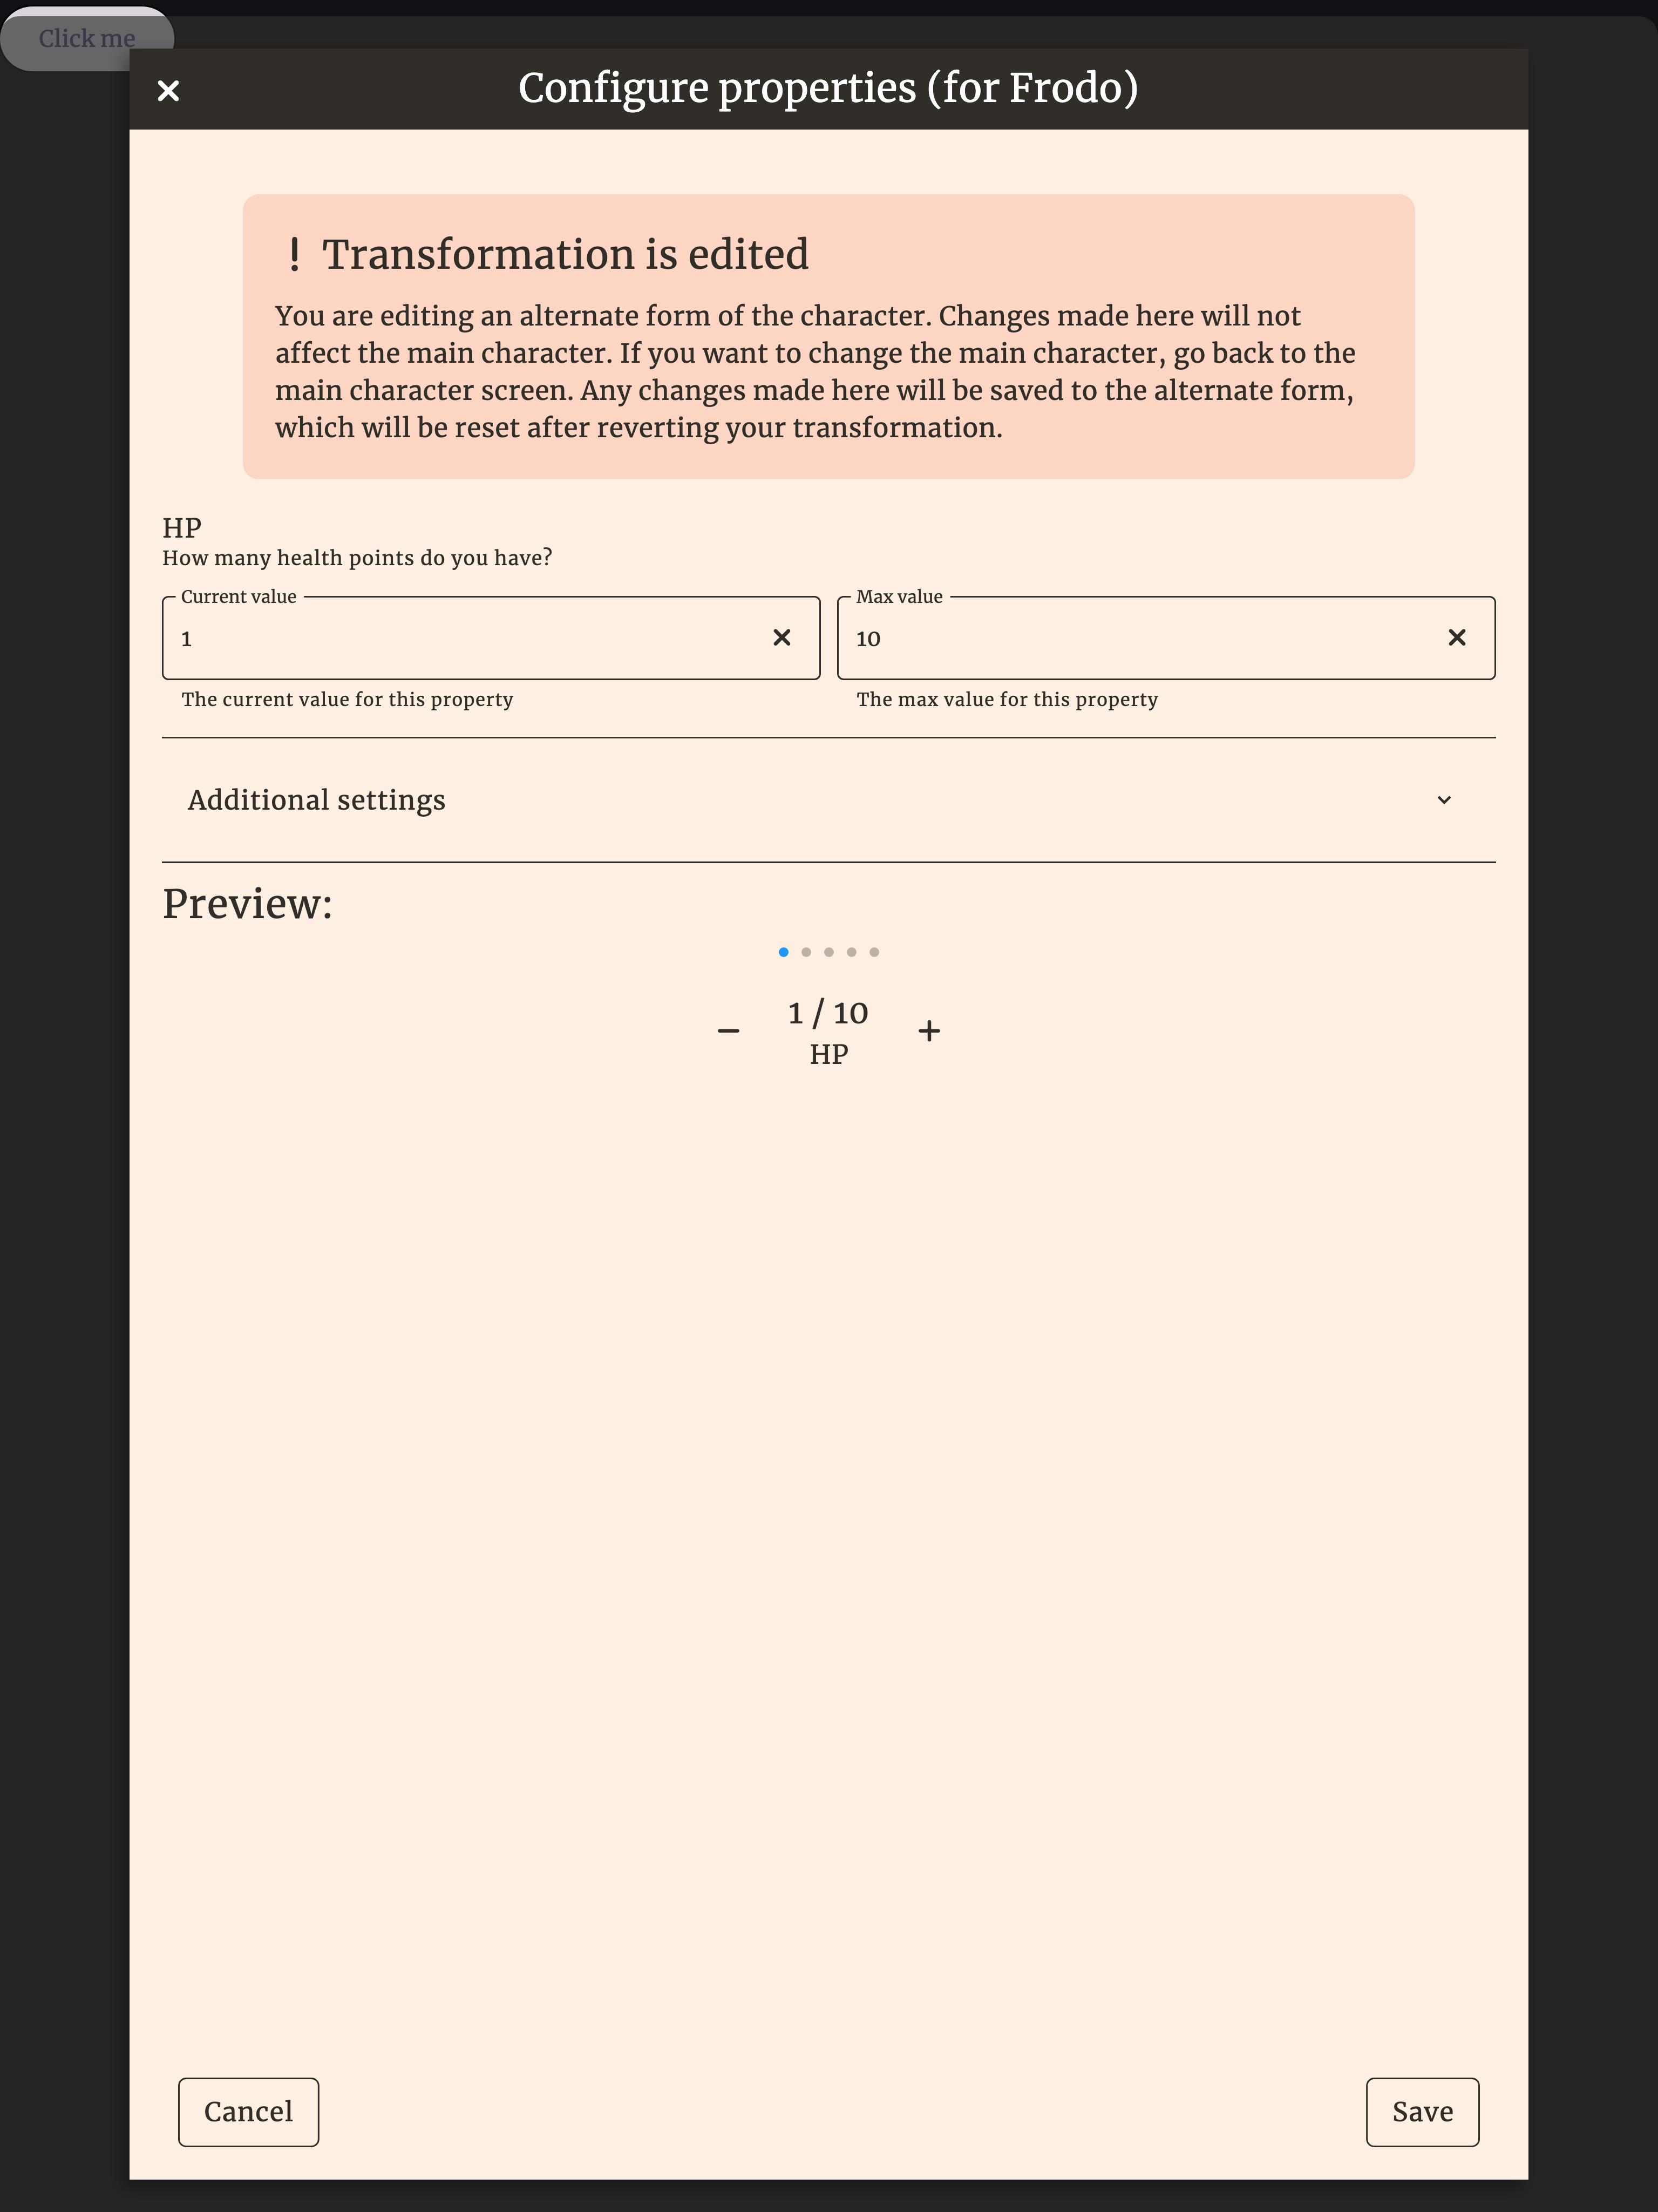 Click me
Configure properties (for Frodo)
! Transformation is edited
You are editing an alternate form of the character. Changes made here will not
affect the main character. If you want to change the main character, go back to the
main character screen. Any changes made here will be saved to the alternate form,
which will be reset after reverting your transformation.
HP
How many health points do you have?
Current value
1
The current value for this property
Max value
10
The max value for this property
Additional settings
Preview:
1 / 10
HP
Cancel
Save